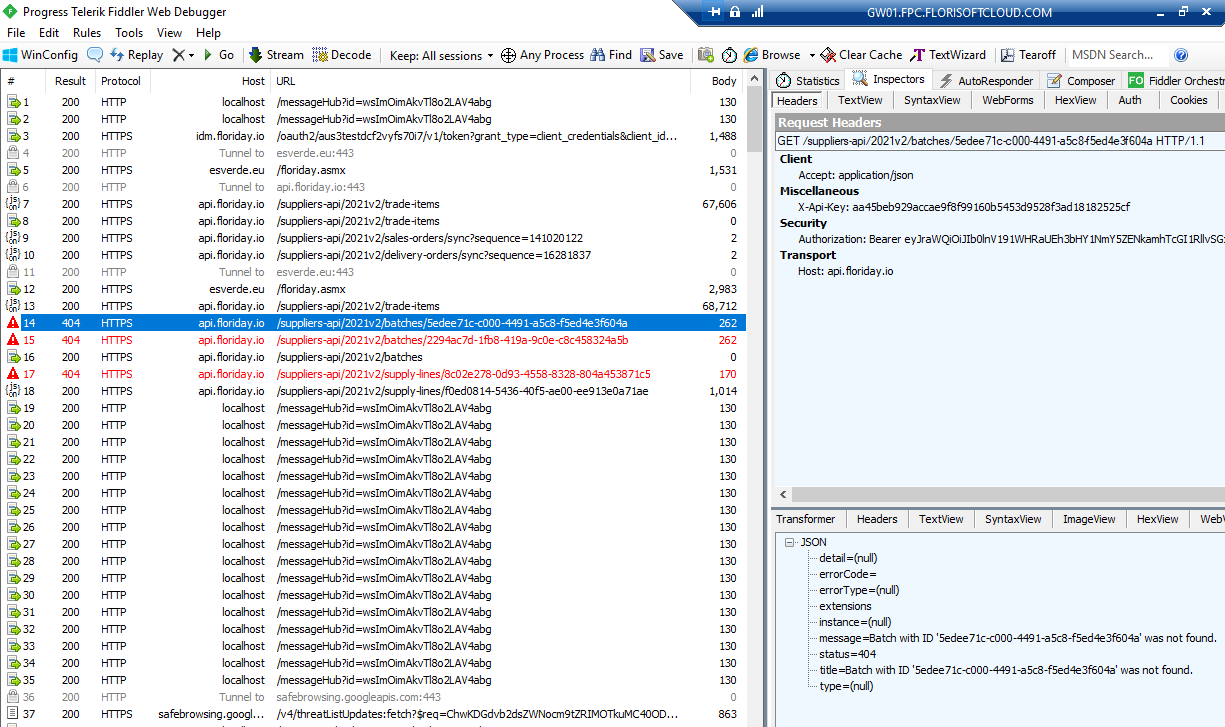 Progress Telerik Fiddler Web Debugger
GW01.FPC.FLORISOFTCLOUD.COM
File Edit Rules Tools View Help
WinConfig Replay Go Stream Decode Keep: All sessions Any Process Find Save Browse Clear Cache TextWizard Tearoff MSDN Search...
# Result Protocol Host URL Body
1 200 HTTP localhost /messageHub?id=wsImOimAkvTl8o2LAV4abg 130
2 200 HTTP localhost /messageHub?id=wsImOimAkvTl8o2LAV4abg 130
3 200 HTTPS idm.floriday.io /oauth2/aus3testdcf2vyfs70i7/v1/token?grant_type=client_credentials&client_id... 1,488
4 200 HTTP Tunnel to esverde.eu:443 0
5 200 HTTPS esverde.eu /floriday.asmx 1,531
6 200 HTTP Tunnel to api.floriday.io:443 0
7 200 HTTPS api.floriday.io /suppliers-api/2021v2/trade-items 67,606
8 200 HTTPS api.floriday.io /suppliers-api/2021v2/trade-items 0
9 200 HTTPS api.floriday.io /suppliers-api/2021v2/sales-orders/sync?sequence=141020122 2
10 200 HTTPS api.floriday.io /suppliers-api/2021v2/delivery-orders/sync?sequence=16281837 2
11 200 HTTP Tunnel to esverde.eu:443 0
12 200 HTTPS esverde.eu /floriday.asmx 2,983
13 200 HTTPS api.floriday.io /suppliers-api/2021v2/trade-items 68,712
14 404 HTTPS api.floriday.io /suppliers-api/2021v2/batches/5edee71c-c000-4491-a5c8-f5ed4e3f604a 262
15 404 HTTPS api.floriday.io /suppliers-api/2021v2/batches/2294ac7d-1fb8-419a-9c0e-c8c458324a5b 262
16 200 HTTPS api.floriday.io /suppliers-api/2021v2/batches 0
17 404 HTTPS api.floriday.io /suppliers-api/2021v2/supply-lines/8c02e278-0d93-4558-8328-804a453871c5 170
18 200 HTTPS api.floriday.io /suppliers-api/2021v2/supply-lines/f0ed0814-5436-40f5-ae00-ee913e0a71ae 1,014
19 200 HTTP localhost /messageHub?id=wsImOimAkvTl8o2LAV4abg 130
20 200 HTTP localhost /messageHub?id=wsImOimAkvTl8o2LAV4abg 130
21 200 HTTP localhost /messageHub?id=wsImOimAkvTl8o2LAV4abg 130
22 200 HTTP localhost /messageHub?id=wsImOimAkvTl8o2LAV4abg 130
23 200 HTTP localhost /messageHub?id=wsImOimAkvTl8o2LAV4abg 130
24 200 HTTP localhost /messageHub?id=wsImOimAkvTl8o2LAV4abg 130
25 200 HTTP localhost /messageHub?id=wsImOimAkvTl8o2LAV4abg 130
26 200 HTTP localhost /messageHub?id=wsImOimAkvTl8o2LAV4abg 130
27 200 HTTP localhost /messageHub?id=wsImOimAkvTl8o2LAV4abg 130
28 200 HTTP localhost /messageHub?id=wsImOimAkvTl8o2LAV4abg 130
29 200 HTTP localhost /messageHub?id=wsImOimAkvTl8o2LAV4abg 130
30 200 HTTP localhost /messageHub?id=wsImOimAkvTl8o2LAV4abg 130
31 200 HTTP localhost /messageHub?id=wsImOimAkvTl8o2LAV4abg 130
32 200 HTTP localhost /messageHub?id=wsImOimAkvTl8o2LAV4abg 130
33 200 HTTP localhost /messageHub?id=wsImOimAkvTl8o2LAV4abg 130
34 200 HTTP localhost /messageHub?id=wsImOimAkvTl8o2LAV4abg 130
35 200 HTTP localhost /messageHub?id=wsImOimAkvTl8o2LAV4abg 130
36 200 HTTP Tunnel to safebrowsing.googleapis.com:443 0
37 200 HTTPS safebrowsing.googl... /v4/threatListUpdates:fetch?$req=ChwKDGdvb2dsZWNocm9tZRIMOTkuMC40OD... 863
Statistics Inspectors AutoResponder Composer FO Fiddler Orchestr
Headers TextView SyntaxView WebForms HexView Auth Cookies
Request Headers
GET /suppliers-api/2021v2/batches/5edee71c-c000-4491-a5c8-f5ed4e3f604a HTTP/1.1
Client
Accept: application/json
Miscellaneous
X-Api-Key: aa45beb929accae9f8f99160b5453d9528f3ad18182525cf
Security
Authorization: Bearer eyJraWQiOiJIb0lnV191WHRaUEh3bHY1NmY5ZENkamhTcGI1RllvSG
Transport
Host: api.floriday.io
Transformer Headers TextView SyntaxView ImageView HexView WebV
JSON
detail=(null)
errorCode=
errorType=(null)
extensions
instance=(null)
message=Batch with ID '5edee71c-c000-4491-a5c8-f5ed4e3f604a' was not found.
status=404
title=Batch with ID '5edee71c-c000-4491-a5c8-f5ed4e3f604a' was not found.
type=(null)